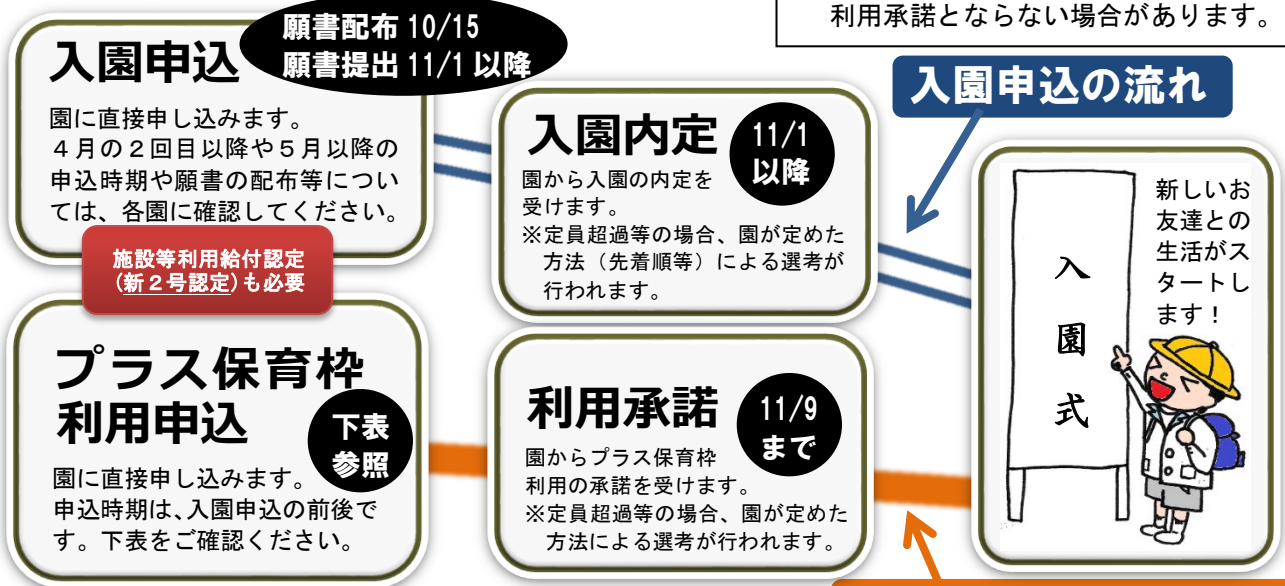 利用承諾とならない場合があります。
入園申込の流れ
入園申込
願書配布 10/15
願書提出 11/1 以降
園に直接申し込みます。
４月の２回目以降や５月以降の
申込時期や願書の配布等につい
ては、各園に確認してください。
施設等利用給付認定
(新２号認定)も必要
入園内定
11/1
以降
園から入園の内定を
受けます。
※定員超過等の場合、園が定めた
方法（先着順等）による選考が
行われます。
プラス保育枠
利用申込
下表
参照
園に直接申し込みます。
申込時期は、入園申込の前後で
す。下表をご確認ください。
利用承諾
11/9
まで
園からプラス保育枠
利用の承諾を受けます。
※定員超過等の場合、園が定めた
方法による選考が行われます。
入園式
新しいお
友達との
生活がス
タートし
ます！